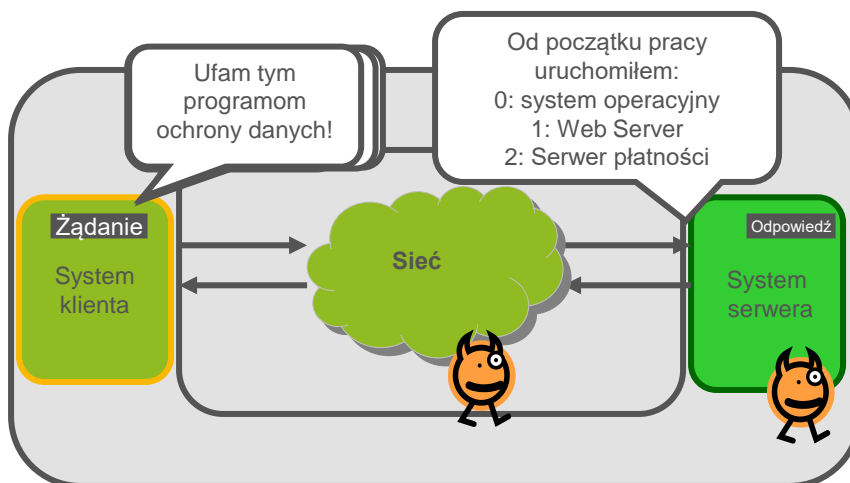 Ufam tym
programom
ochrony danych!
Od początku pracy
uruchomiłem:
0: system operacyjny
1: Web Server
2: Serwer płatności
Żądanie
System
klienta
Sieć
Odpowiedź
System
serwera